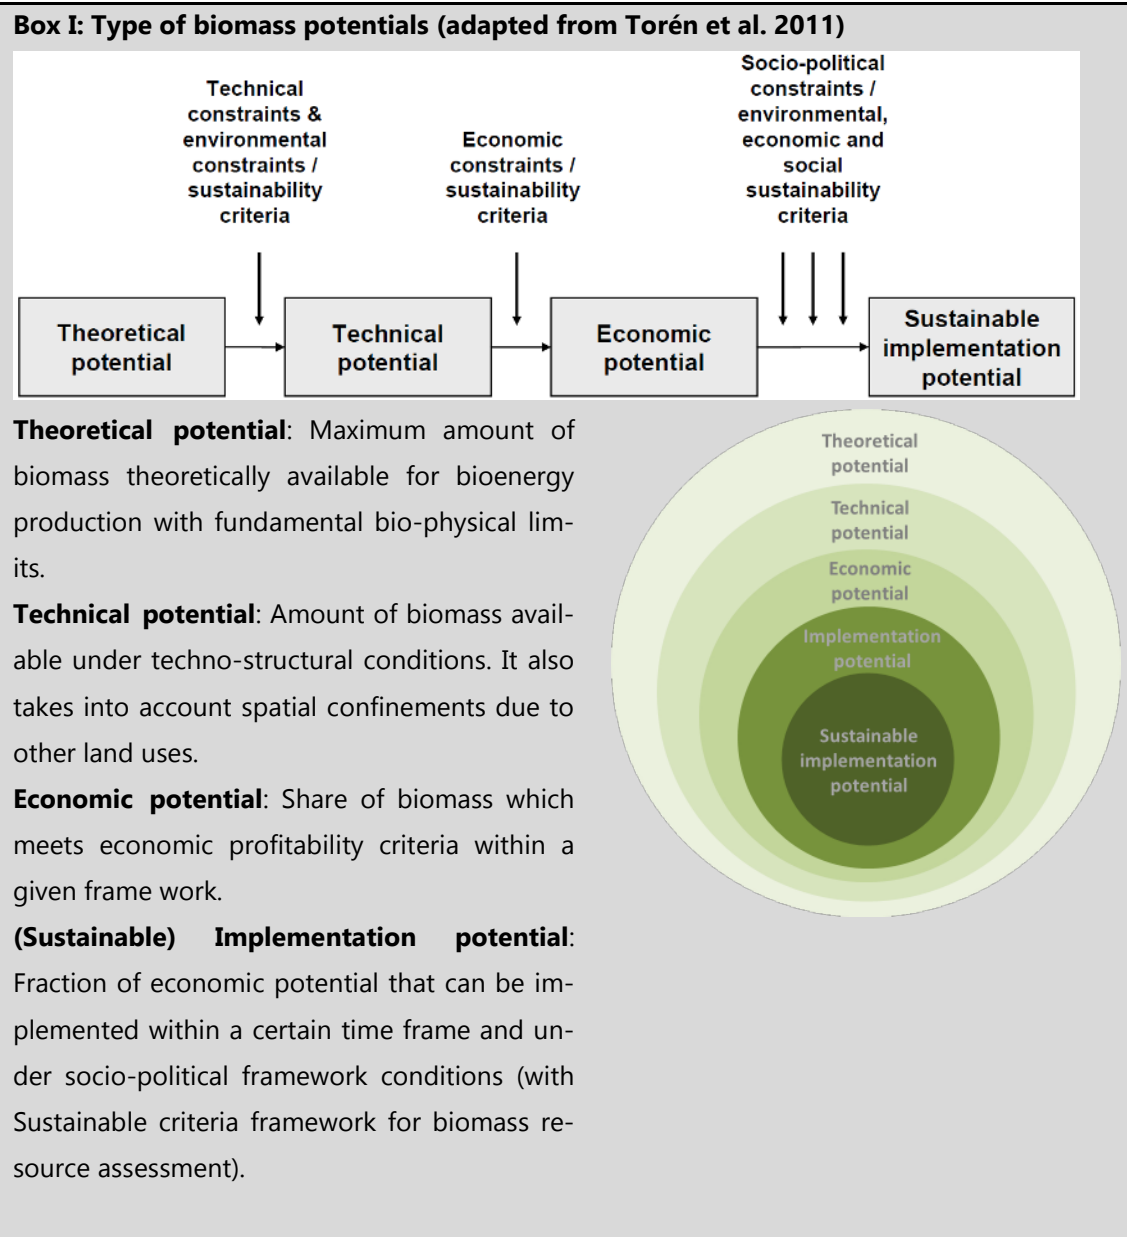 Box I: Type of biomass potentials (adapted from Torén et al. 2011)
Technical
constraints &
environmental
constraints /
sustainability
criteria
Economic
constraints /
sustainability
criteria
Socio-political
constraints /
environmental,
economic and
social
sustainability
criteria
Theoretical
potential
Technical
potential
Economic
potential
Sustainable
implementation
potential
Theoretical potential: Maximum amount of
biomass theoretically available for bioenergy
production with fundamental bio-physical lim-
its.
Technical potential: Amount of biomass avail-
able under techno-structural conditions. It also
takes into account spatial confinements due to
other land uses.
Economic potential: Share of biomass which
meets economic profitability criteria within a
given frame work.
(Sustainable) Implementation potential:
Fraction of economic potential that can be im-
plemented within a certain time frame and un-
der socio-political framework conditions (with
Sustainable criteria framework for biomass re-
source assessment).
Theoretical
potential
Technical
potential
Economic
potential
Implementation
potential
Sustainable
implementation
potential